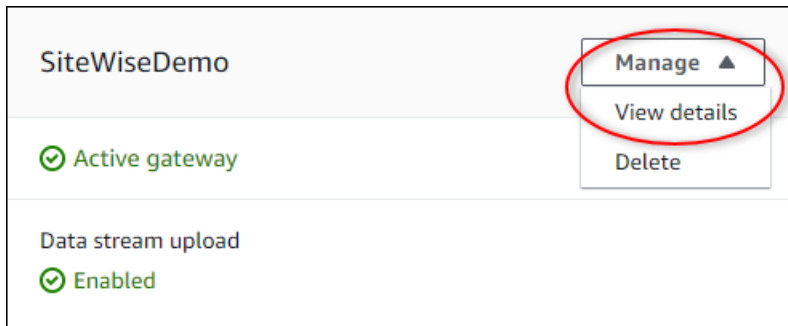 SiteWiseDemo
Manage ▲
View details
Delete
Active gateway
Data stream upload
Enabled